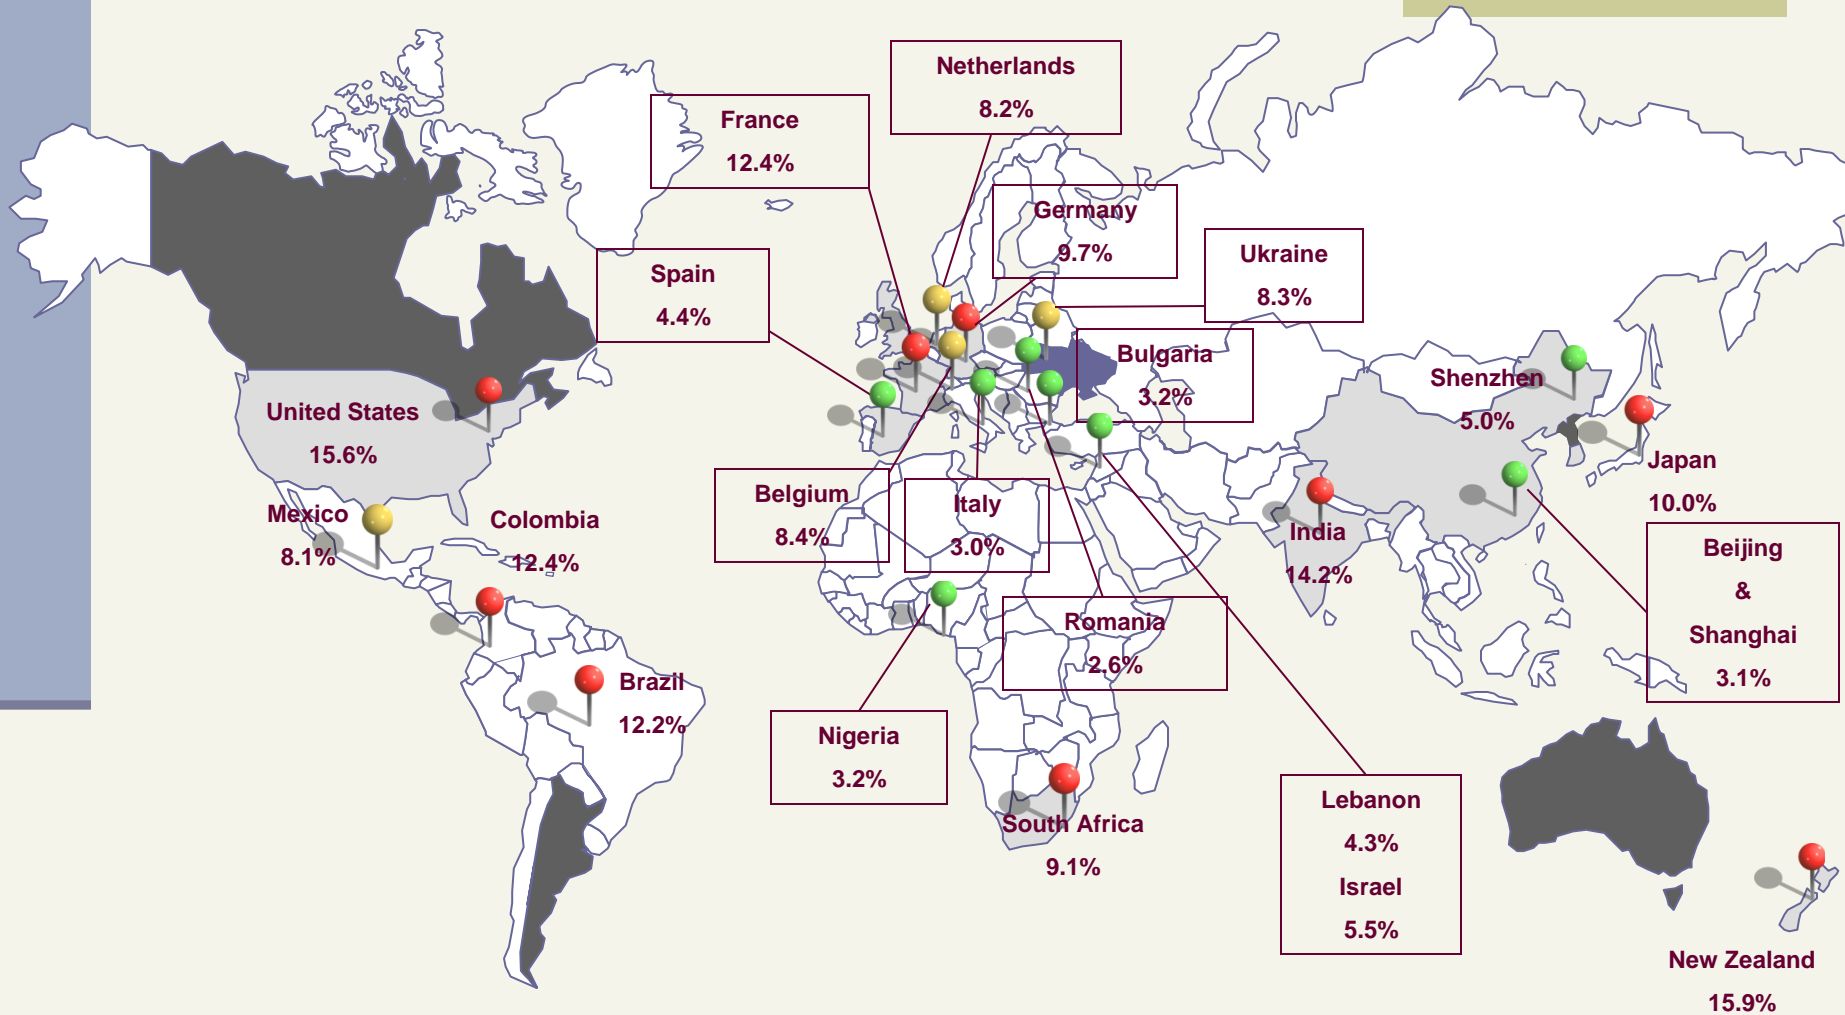 Netherlands
8.2%
France
12.4%
Germany
9.7%
Ukraine
8.3%
Spain
4.4%
Bulgaria
3.2%
Shenzhen
5.0%
United States
15.6%
Japan
10.0%
Belgium
8.4%
Italy
3.0%
Mexico
8.1%
Colombia
12.4%
India
14.2%
Beijing
&
Shanghai
3.1%
Romania
2.6%
Brazil
12.2%
Nigeria
3.2%
South Africa
9.1%
Lebanon
4.3%
Israel
5.5%
New Zealand
15.9%